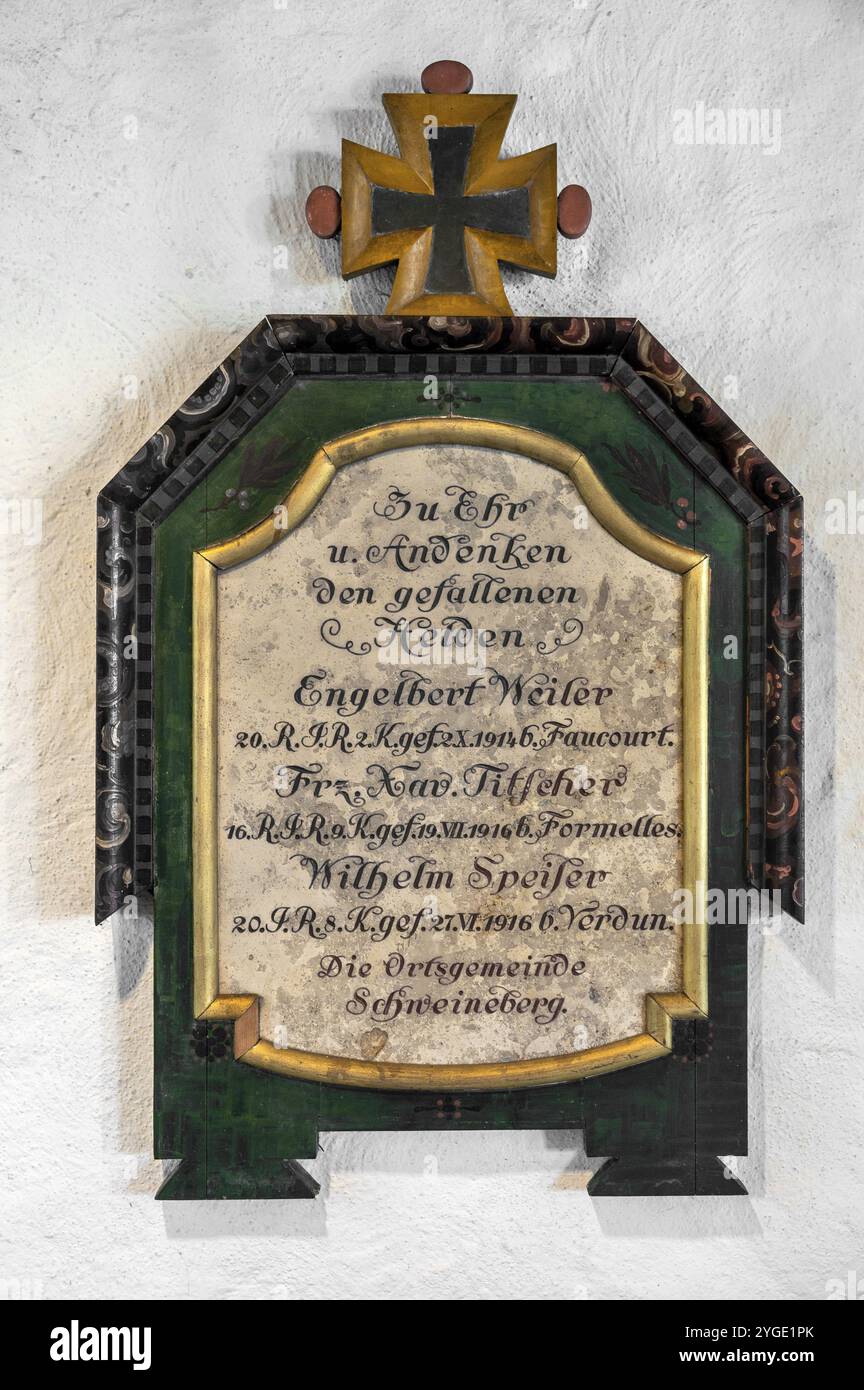 Zu Ehr
u. Andenken
den gefallenen
Helden
Engelbert Weiler
20. R. I. R. 2. K. gef. 2.X.1914 b. Faucourt.
Frz. Xav. Titscher
16. R. I. R. 9. K. gef. 19.VII.1916 b. Formelles.
Wilhelm Speiser
20. I. R. 8. K. gef. 27.VI.1916 b. Verdun.
Die Ortsgemeinde
Schweineberg.
alamy
Image ID: 2YGE1PK
www.alamy.com